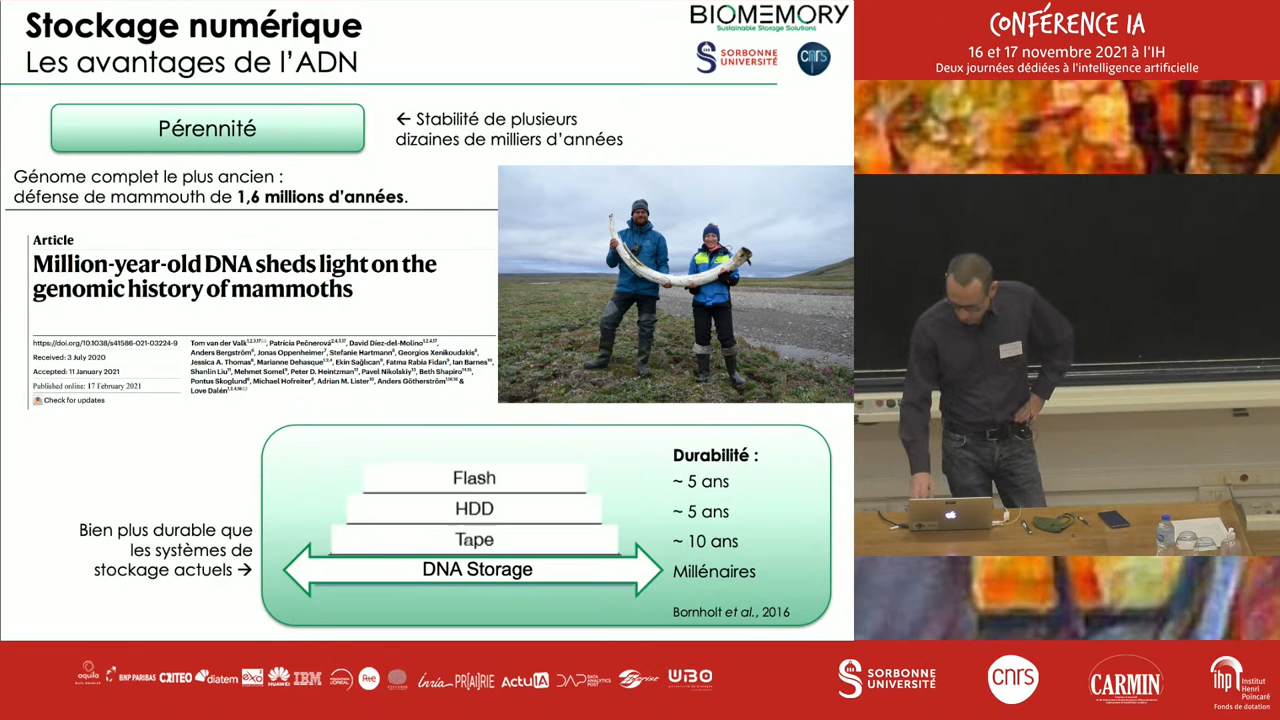 Stockage numérique
Les avantages de l'ADN
BIOMEMORY
Sustainable Storage Solutions
SORBONNE
UNIVERSITÉ
cnrs
Pérennité
← Stabilité de plusieurs
dizaines de milliers d'années
Génome complet le plus ancien :
défense de mammouth de 1,6 millions d'années.
Article
Million-year-old DNA sheds light on the
genomic history of mammoths
https://doi.org/10.1038/s41586-021-03224-9
Received: 3 July 2020
Accepted: 11 January 2021
Published online: 17 February 2021
Check for updates
Tom van der Valk, Patrícia Pečnerová, David Díez-del-Molino,
Anders Bergström, Jonas Oppenheimer, Stefanie Hartmann, Georgios Xenikoudakis,
Jessica A. Thomas, Marianne Dehasque, Ekin Sağlıcan, Fatma Rabia Fidan, Ian Barnes,
Shanlin Liu, Mehmet Somel, Peter D. Heintzman, Pavel Nikolskiy, Beth Shapiro,
Pontus Skoglund, Michael Hofreiter, Adrian M. Lister, Anders Götherström &
Love Dalén
Bien plus durable que
les systèmes de
stockage actuels →
Flash
HDD
Tape
DNA Storage
Durabilité :
~ 5 ans
~ 5 ans
~ 10 ans
Millénaires
Bornholt et al., 2016
CONFÉRENCE IA
16 et 17 novembre 2021 à l'IH
Deux journées dédiées à l'intelligence artificielle
aquila
BNP PARIBAS
CRITEO
diatem
exo
HUAWEI
IBM
L'ORÉAL
Rte
Inria
PR[AI]RIE
ActuIA
DAP DATA ANALYTICS POST
WIBO
SORBONNE
UNIVERSITÉ
cnrs
CARMIN
ihp
Institut
Henri
Poincaré
Fonds de dotation